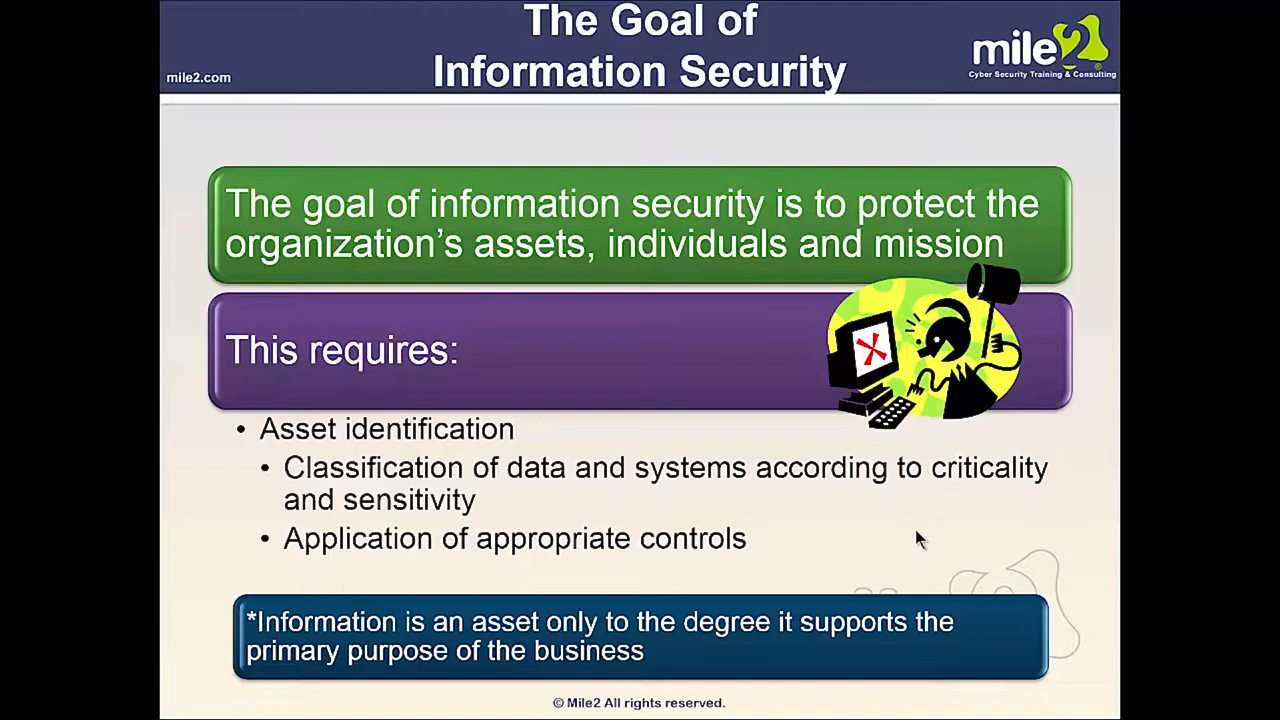 The Goal of
Information Security
mile2.com
mile2
Cyber Security Training & Consulting
The goal of information security is to protect the
organization’s assets, individuals and mission
This requires:
• Asset identification
• Classification of data and systems according to criticality
and sensitivity
• Application of appropriate controls
*Information is an asset only to the degree it supports the
primary purpose of the business
© Mile2 All rights reserved.